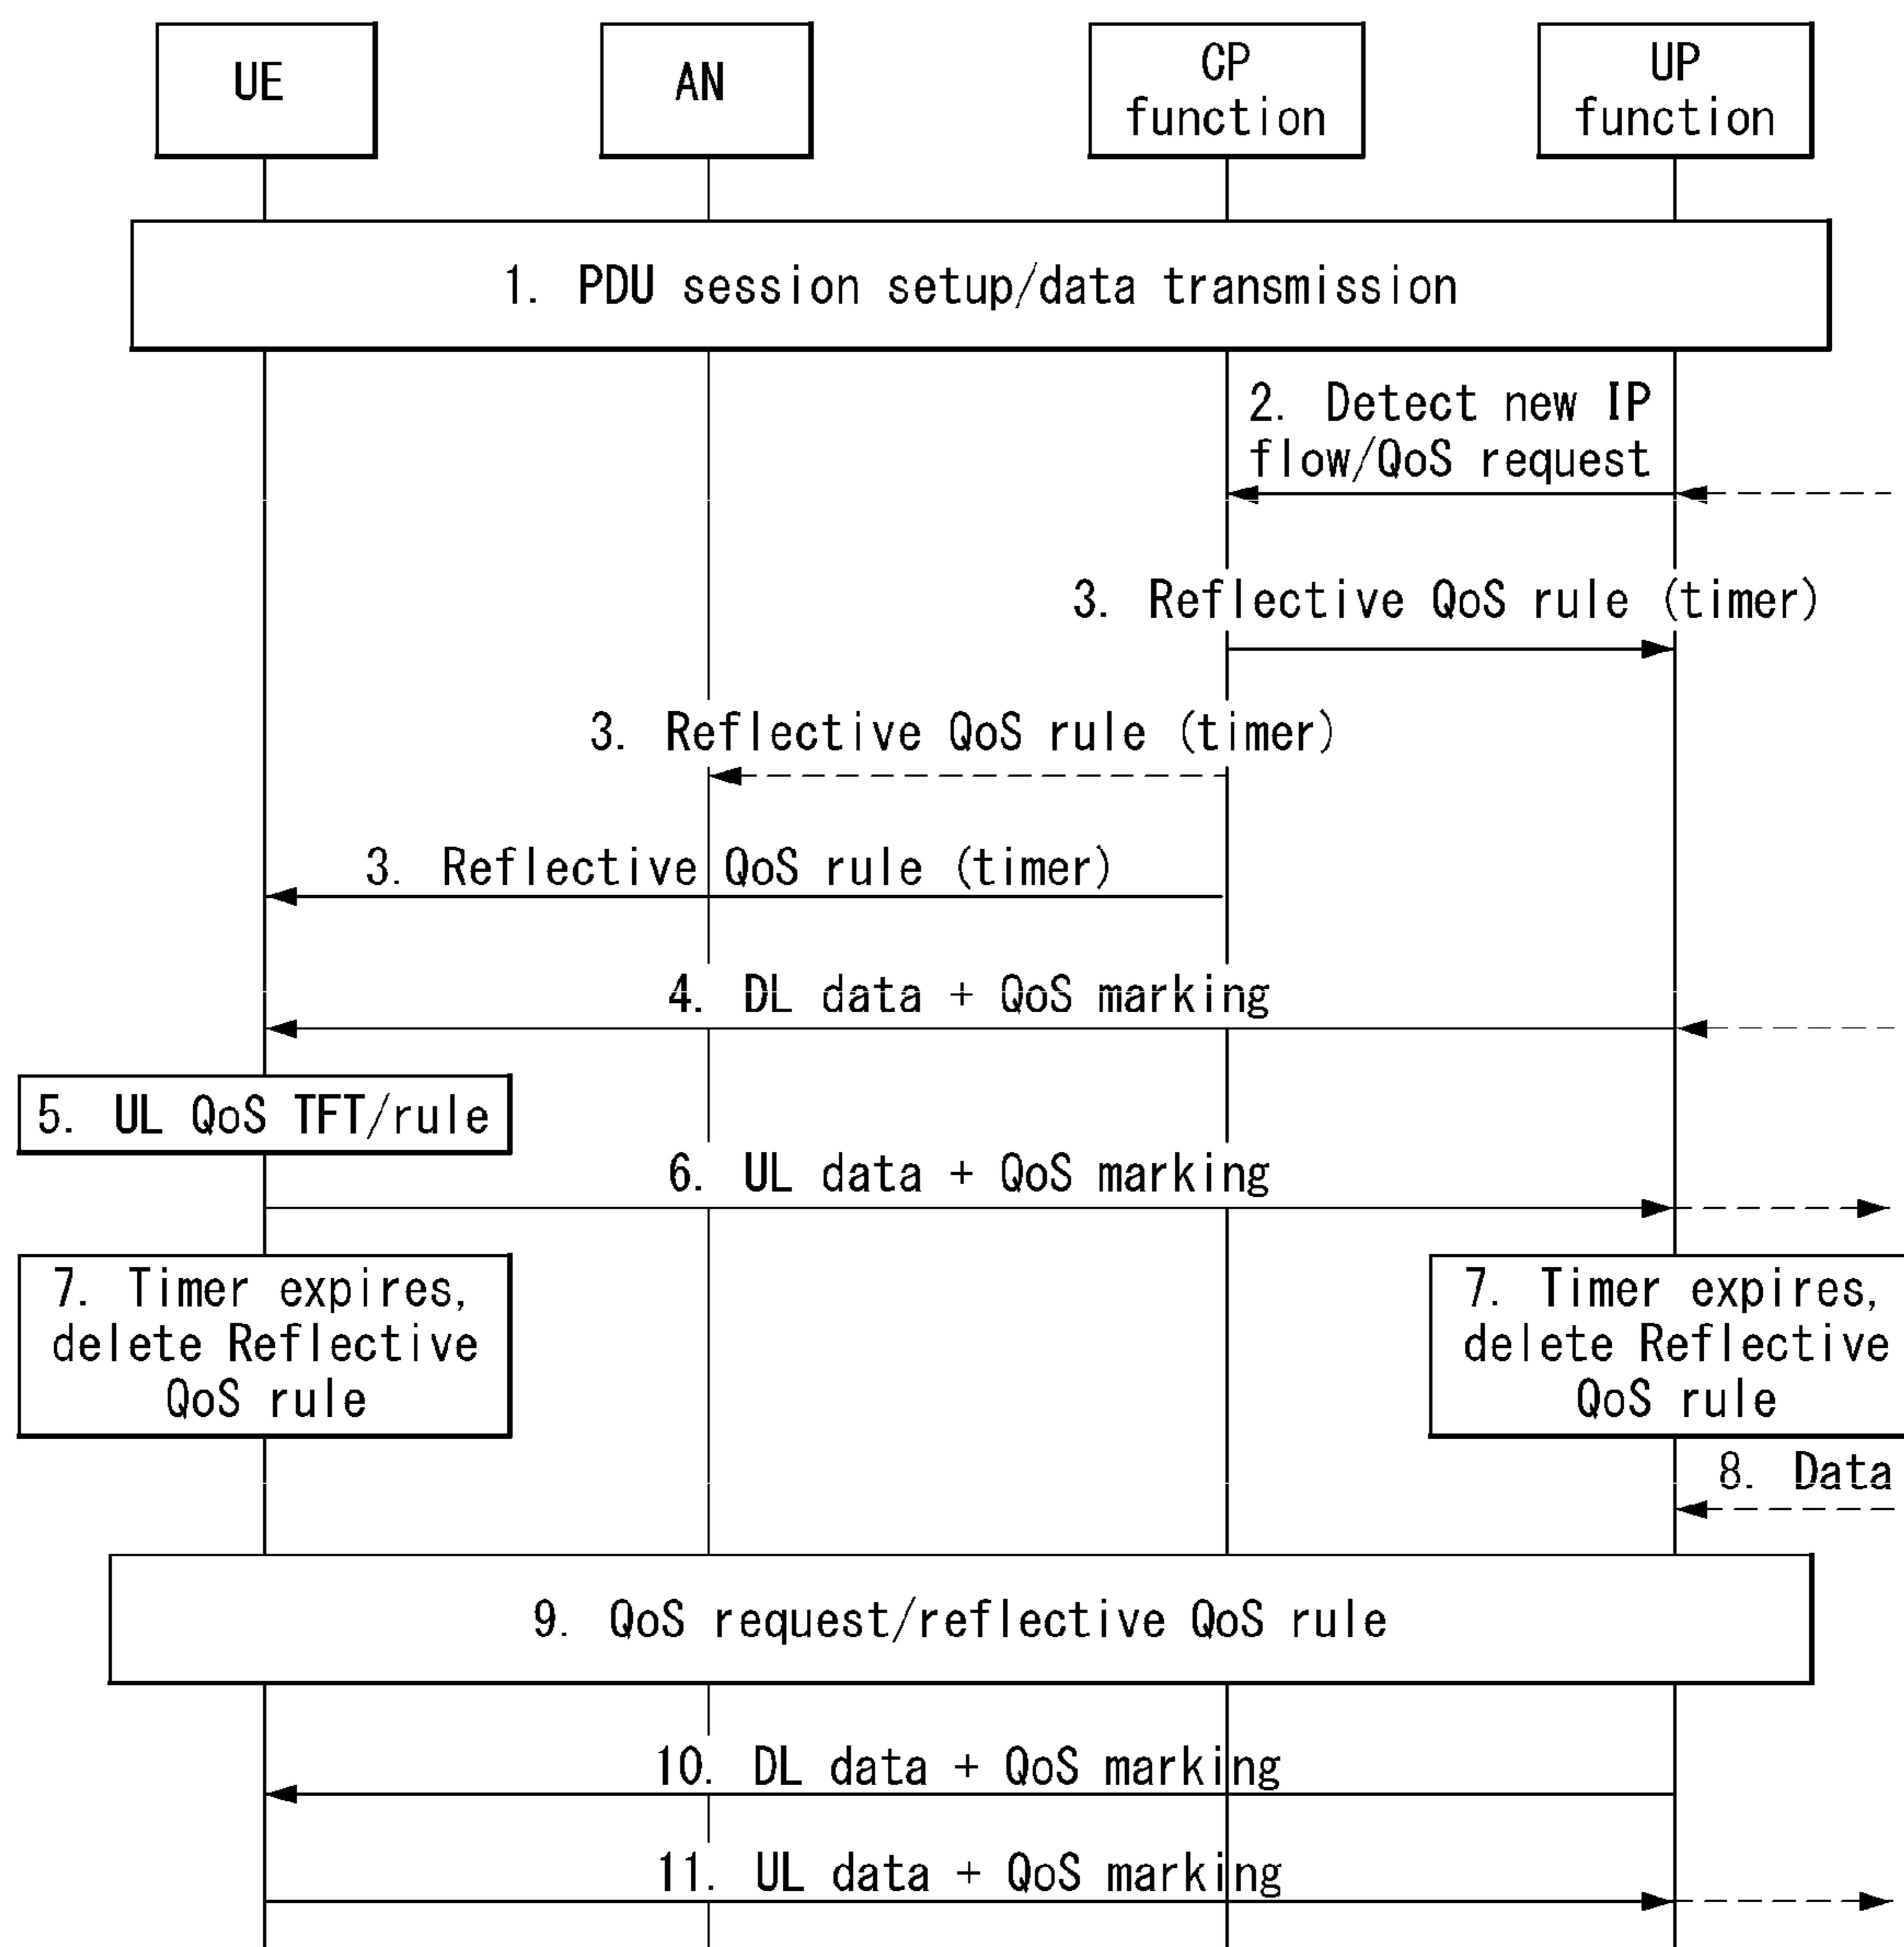 UE
AN
CP
function
UP
function
1. PDU session setup/data transmission
2. Detect new IP
flow/QoS request
3. Reflective QoS rule (timer)
3. Reflective QoS rule (timer)
3. Reflective QoS rule (timer)
4. DL data + QoS marking
5. UL QoS TFT/rule
6. UL data + QoS marking
7. Timer expires,
delete Reflective
QoS rule
7. Timer expires,
delete Reflective
QoS rule
8. Data
9. QoS request/reflective QoS rule
10. DL data + QoS marking
11. UL data + QoS marking